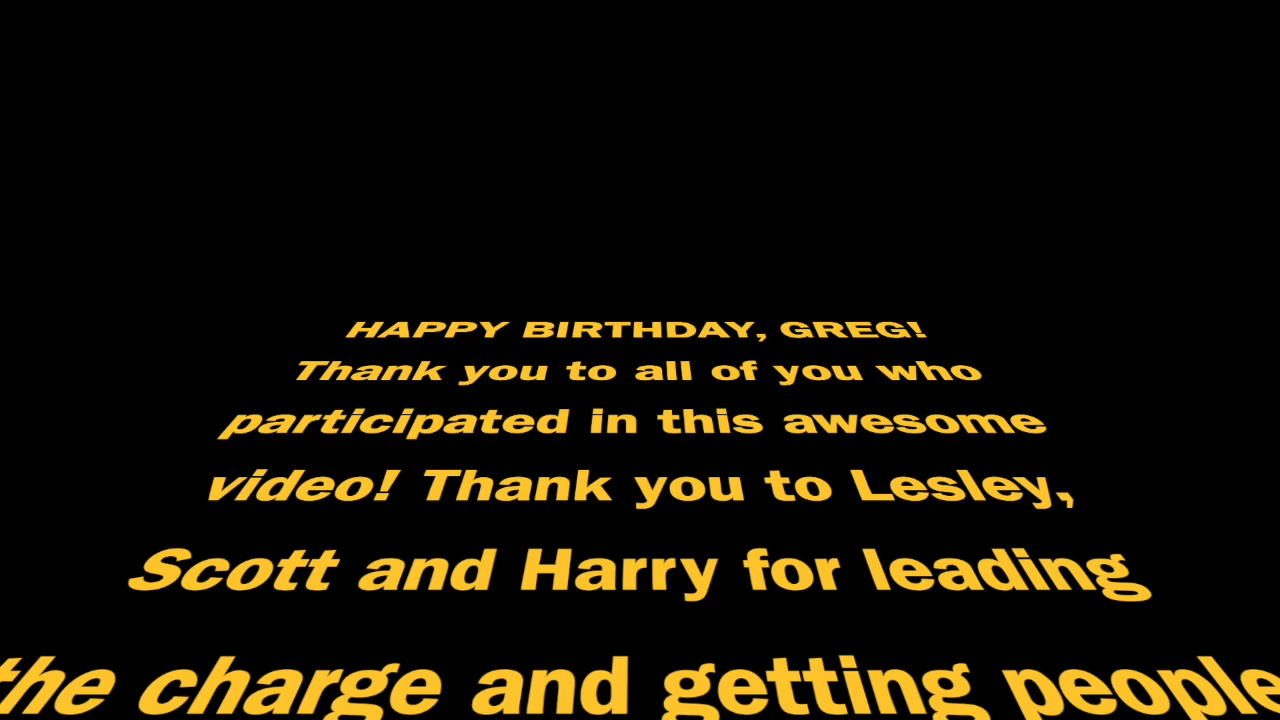 HAPPY BIRTHDAY, GREG!
Thank you to all of you who
participated in this awesome
video! Thank you to Lesley,
Scott and Harry for leading
the charge and getting people